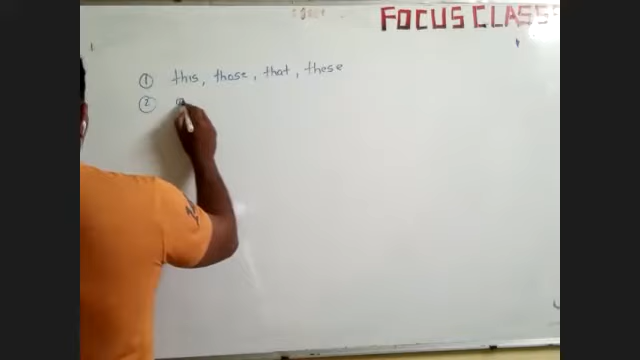 FOCUS CLASS
① this, those, that, these
②